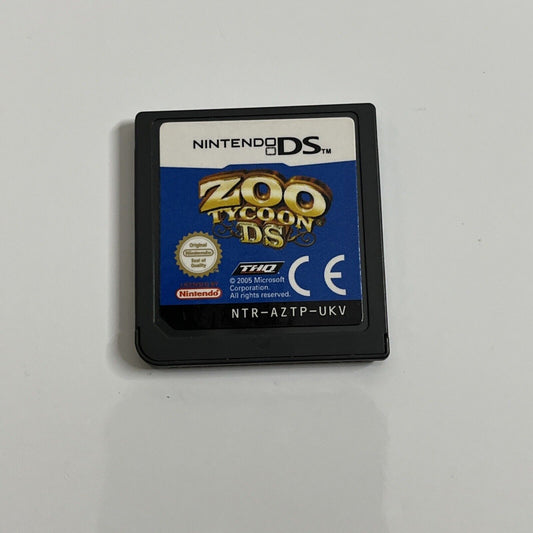 NINTENDO DS™
ZOO
TYCOON
DS
Original
Nintendo
Seal of
Quality
Nintendo
THQ
© 2005 Microsoft
Corporation.
All rights reserved.
CE
NTR-AZTP-UKV